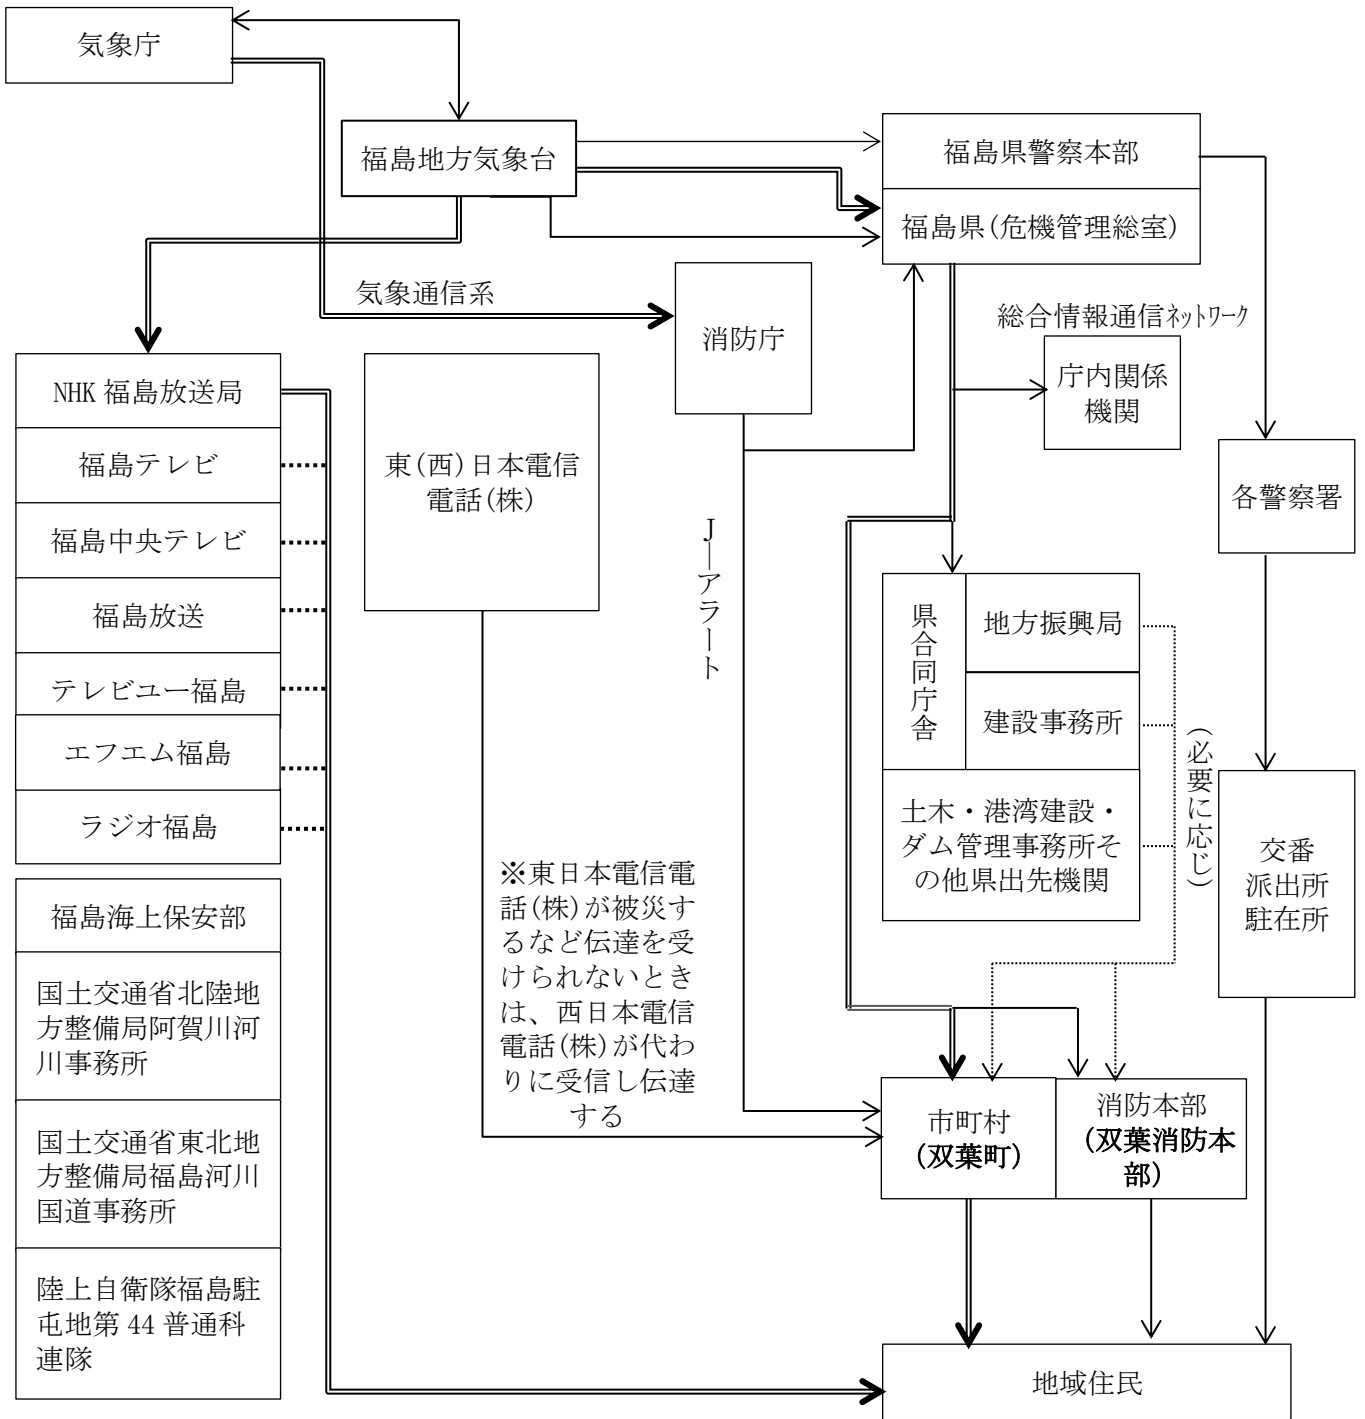 気象庁
福島地方気象台
福島県警察本部
福島県(危機管理総室)
気象通信系
消防庁
総合情報通信ネットワーク
庁内関係
機関
NHK 福島放送局
福島テレビ
福島中央テレビ
福島放送
テレビユー福島
エフエム福島
ラジオ福島
東(西)日本電信
電話(株)
各警察署
J―アラート
県合同庁舎
地方振興局
建設事務所
土木・港湾建設・
ダム管理事務所そ
の他県出先機関
(必要に応じ)
交番
派出所
駐在所
※東日本電信電
話(株)が被災す
るなど伝達を受
けられないとき
は、西日本電信
電話(株)が代わ
りに受信し伝達
する
福島海上保安部
国土交通省北陸地
方整備局阿賀川河
川事務所
国土交通省東北地
方整備局福島河川
国道事務所
陸上自衛隊福島駐
屯地第 44 普通科
連隊
市町村
(双葉町)
消防本部
(双葉消防本
部)
地域住民